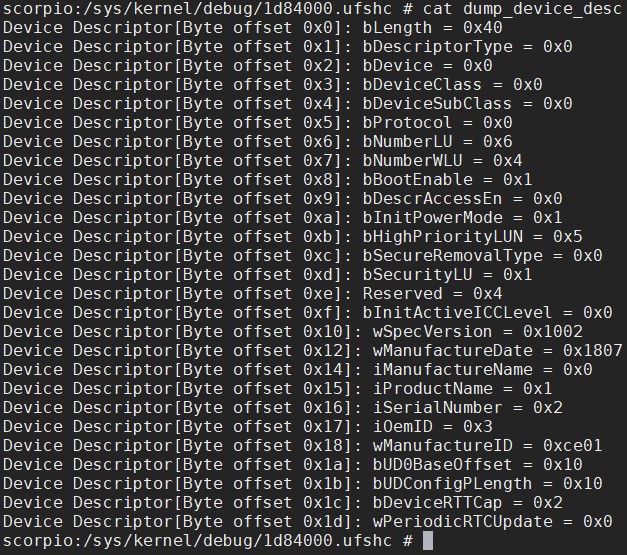 scorpio:/sys/kernel/debug/1d84000.ufshc # cat dump_device_desc
Device Descriptor[Byte offset 0x0]: bLength = 0x40
Device Descriptor[Byte offset 0x1]: bDescriptorType = 0x0
Device Descriptor[Byte offset 0x2]: bDevice = 0x0
Device Descriptor[Byte offset 0x3]: bDeviceClass = 0x0
Device Descriptor[Byte offset 0x4]: bDeviceSubClass = 0x0
Device Descriptor[Byte offset 0x5]: bProtocol = 0x0
Device Descriptor[Byte offset 0x6]: bNumberLU = 0x6
Device Descriptor[Byte offset 0x7]: bNumberWLU = 0x4
Device Descriptor[Byte offset 0x8]: bBootEnable = 0x1
Device Descriptor[Byte offset 0x9]: bDescrAccessEn = 0x0
Device Descriptor[Byte offset 0xa]: bInitPowerMode = 0x1
Device Descriptor[Byte offset 0xb]: bHighPriorityLUN = 0x5
Device Descriptor[Byte offset 0xc]: bSecureRemovalType = 0x0
Device Descriptor[Byte offset 0xd]: bSecurityLU = 0x1
Device Descriptor[Byte offset 0xe]: Reserved = 0x4
Device Descriptor[Byte offset 0xf]: bInitActiveICCLevel = 0x0
Device Descriptor[Byte offset 0x10]: wSpecVersion = 0x1002
Device Descriptor[Byte offset 0x12]: wManufactureDate = 0x1807
Device Descriptor[Byte offset 0x14]: iManufactureName = 0x0
Device Descriptor[Byte offset 0x15]: iProductName = 0x1
Device Descriptor[Byte offset 0x16]: iSerialNumber = 0x2
Device Descriptor[Byte offset 0x17]: iOemID = 0x3
Device Descriptor[Byte offset 0x18]: wManufactureID = 0xce01
Device Descriptor[Byte offset 0x1a]: bUD0BaseOffset = 0x10
Device Descriptor[Byte offset 0x1b]: bUDConfigPLength = 0x10
Device Descriptor[Byte offset 0x1c]: bDeviceRTTCap = 0x2
Device Descriptor[Byte offset 0x1d]: wPeriodicRTCUpdate = 0x0
scorpio:/sys/kernel/debug/1d84000.ufshc #